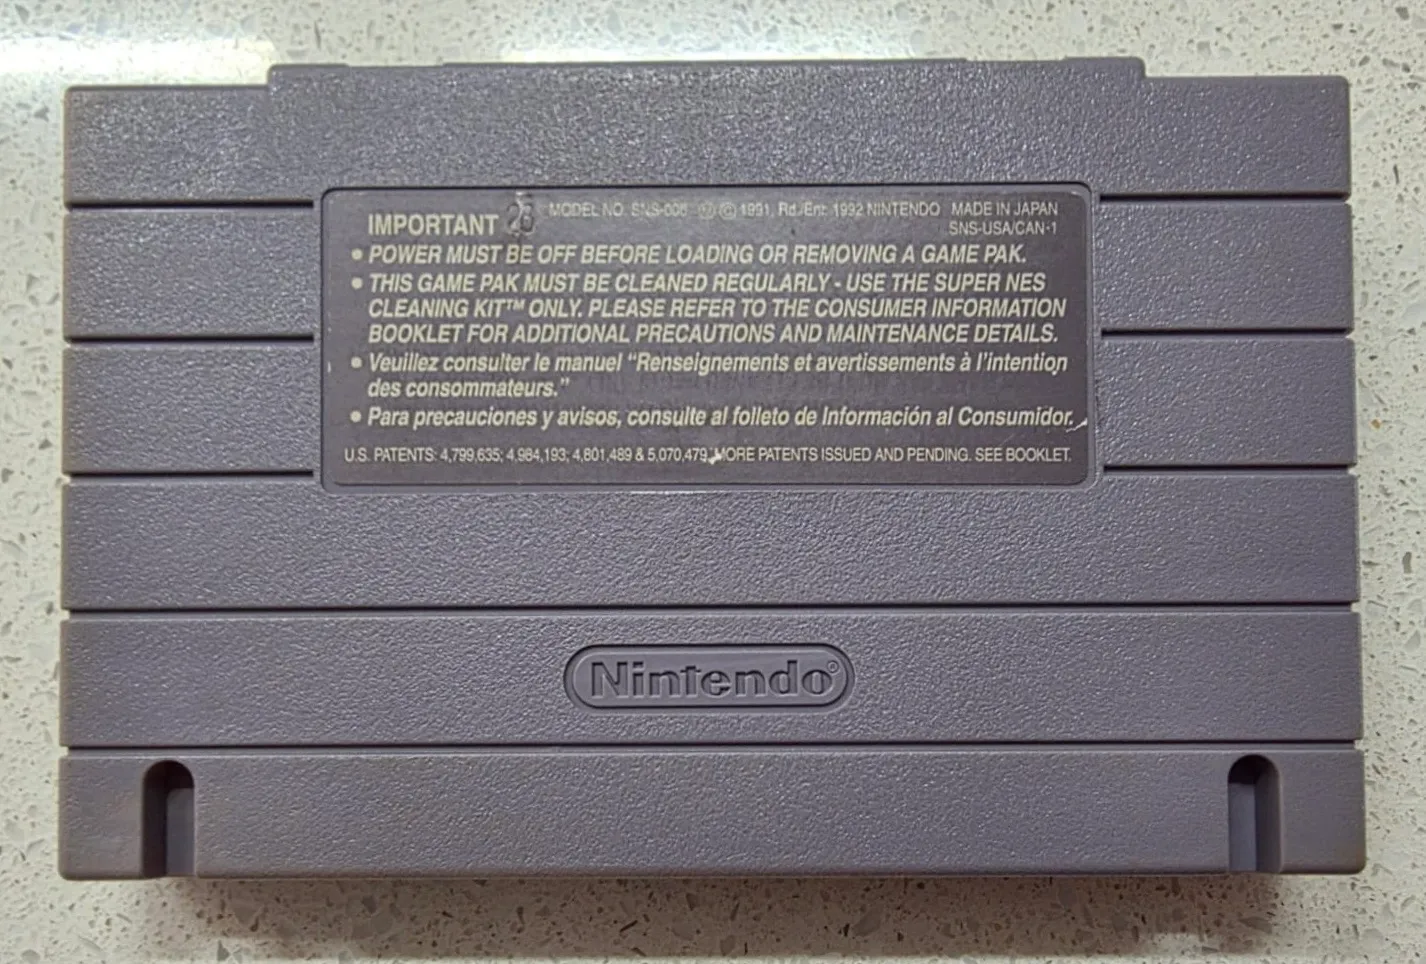 IMPORTANT 26 MODEL NO. SNS-006 Ⓜ © 1991, Rd./Enr. 1992 NINTENDO MADE IN JAPAN
SNS-USA/CAN-1
• POWER MUST BE OFF BEFORE LOADING OR REMOVING A GAME PAK.
• THIS GAME PAK MUST BE CLEANED REGULARLY - USE THE SUPER NES
CLEANING KIT™ ONLY. PLEASE REFER TO THE CONSUMER INFORMATION
BOOKLET FOR ADDITIONAL PRECAUTIONS AND MAINTENANCE DETAILS.
• Veuillez consulter le manuel "Renseignements et avertissements à l'intention
des consommateurs."
• Para precauciones y avisos, consulte al folleto de Información al Consumidor.
U.S. PATENTS: 4,799,635; 4,984,193; 4,801,489 & 5,070,479. MORE PATENTS ISSUED AND PENDING. SEE BOOKLET.
Nintendo®